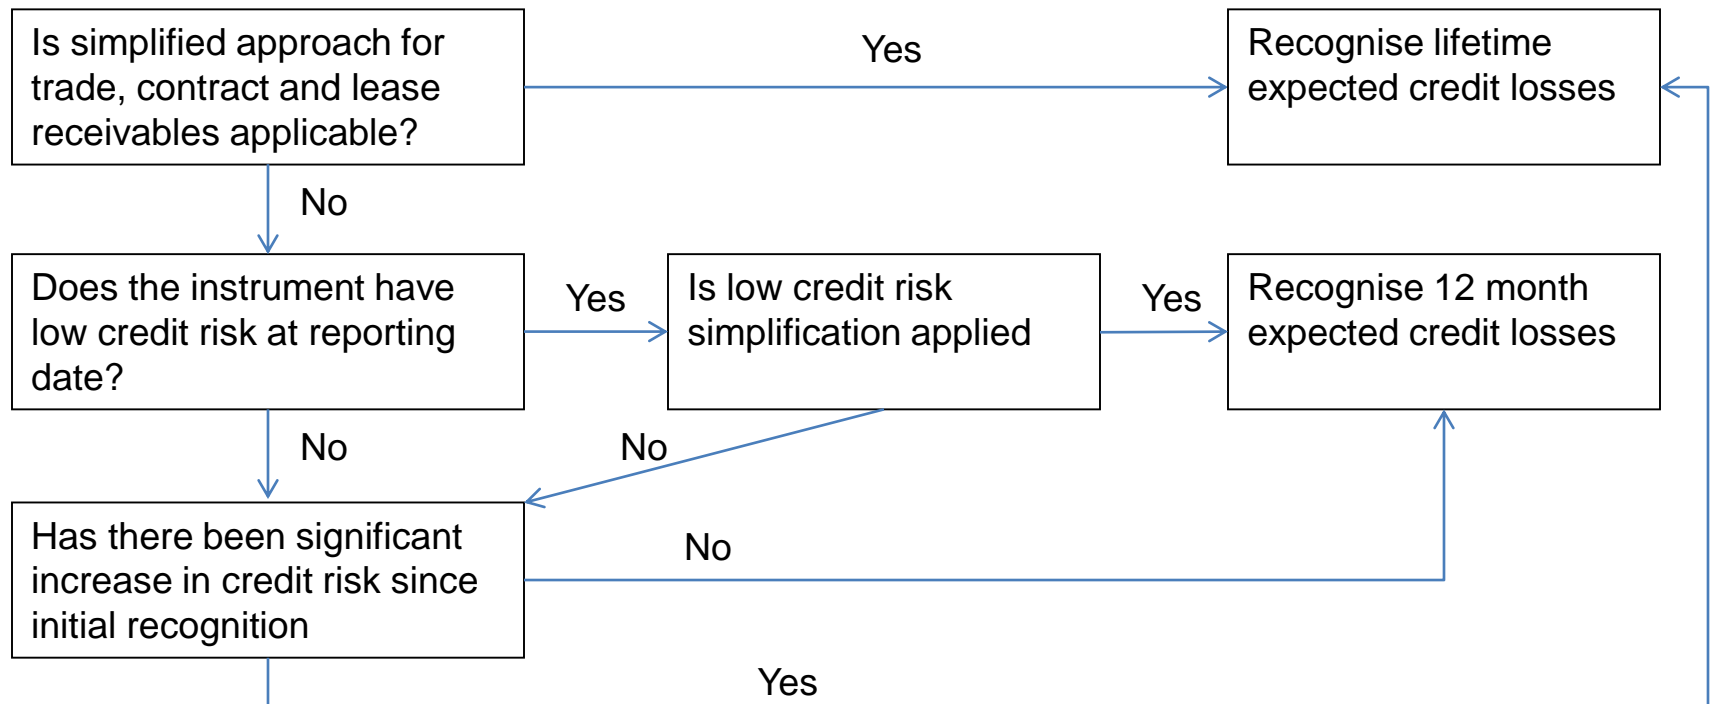 Is simplified approach for
trade, contract and lease
receivables applicable?
Yes
Recognise lifetime
expected credit losses
No
Does the instrument have
low credit risk at reporting
date?
Yes
Is low credit risk
simplification applied
Yes
Recognise 12 month
expected credit losses
No
No
Has there been significant
increase in credit risk since
initial recognition
No
Yes